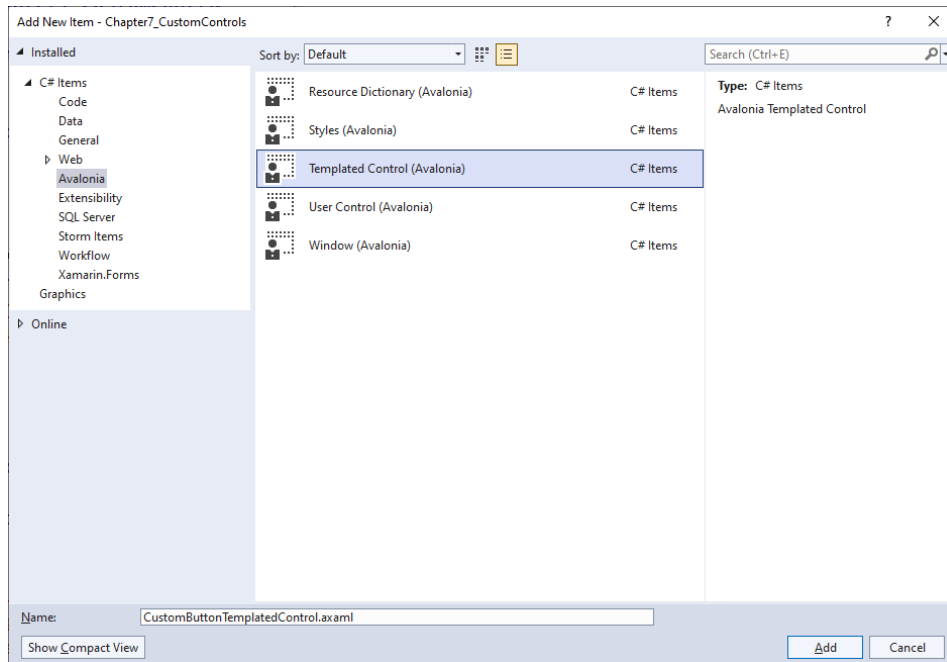 Add New Item - Chapter7_CustomControls ?
Installed
Sort by: Default
Search (Ctrl+E)
C# Items
Code
Data
General
Web
Avalonia
Extensibility
SQL Server
Storm Items
Workflow
Xamarin.Forms
Graphics
Online
Resource Dictionary (Avalonia) C# Items
Styles (Avalonia) C# Items
Templated Control (Avalonia) C# Items
User Control (Avalonia) C# Items
Window (Avalonia) C# Items
Type: C# Items
Avalonia Templated Control
Name: CustomButtonTemplatedControl.axaml
Show Compact View Add Cancel